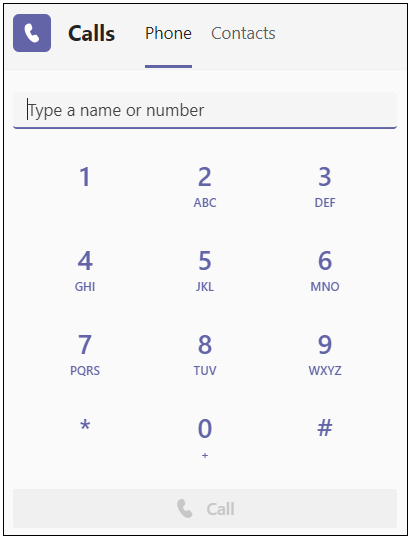 Calls Phone Contacts
Type a name or number
1 2 3
ABC DEF
4 5 6
GHI JKL MNO
7 8 9
PQRS TUV WXYZ
* 0 #
+
Call